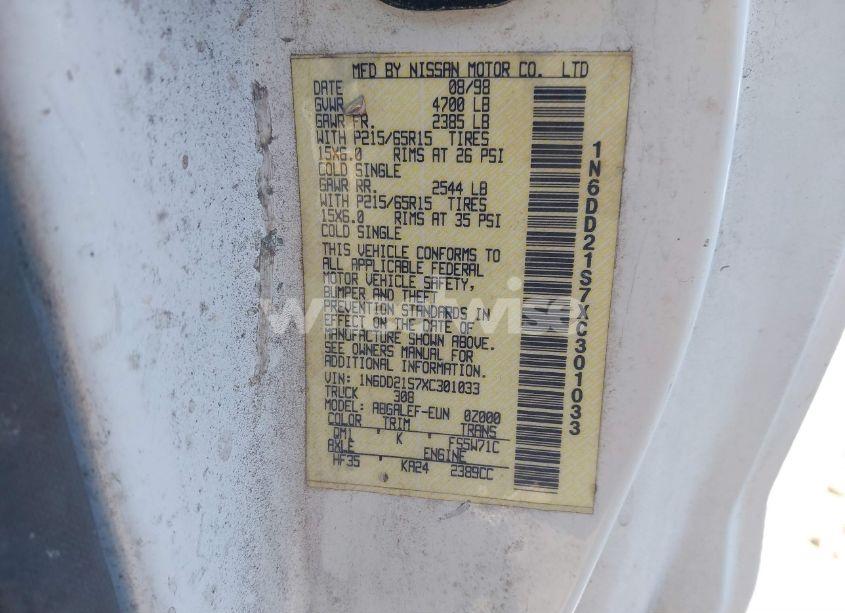 MFD BY NISSAN MOTOR CO. LTD
DATE 08/98
GVWR 4700 LB
GAWR FR. 2385 LB
WITH P215/65R15 TIRES
15X6.0 RIMS AT 26 PSI
COLD SINGLE
GAWR RR. 2544 LB
WITH P215/65R15 TIRES
15X6.0 RIMS AT 35 PSI
COLD SINGLE
THIS VEHICLE CONFORMS TO
ALL APPLICABLE FEDERAL
MOTOR VEHICLE SAFETY,
BUMPER AND THEFT
PREVENTION STANDARDS IN
EFFECT ON THE DATE OF
MANUFACTURE SHOWN ABOVE.
SEE OWNERS MANUAL FOR
ADDITIONAL INFORMATION.
VIN: 1N6DD21S7XC301033
TRUCK 308
MODEL: ABGALEF-EUN 0Z000
COLOR TRIM TRANS
QM1 K FS5W71C
AXLE ENGINE
HF35 KA24 2389CC
1N6DD21S7XC301033